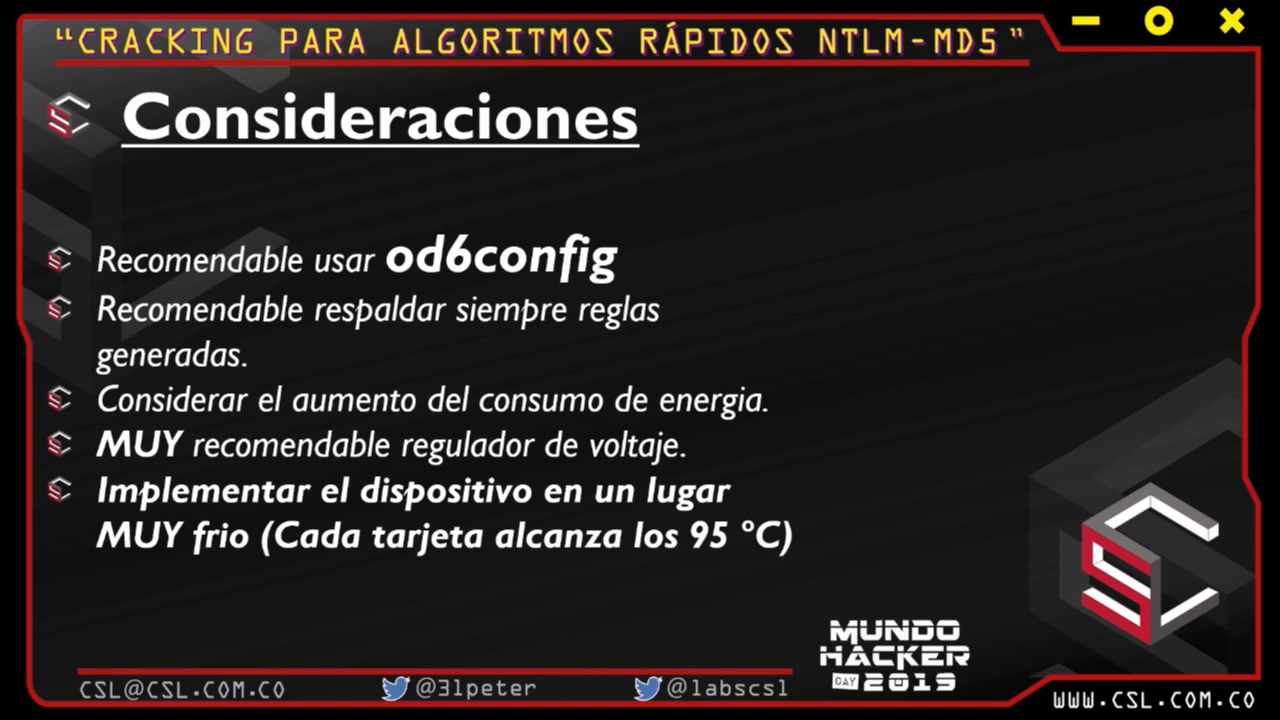 “CRACKING PARA ALGORITMOS RÁPIDOS NTLM-MD5”
Consideraciones
Recomendable usar od6config
Recomendable respaldar siempre reglas
generadas.
Considerar el aumento del consumo de energia.
MUY recomendable regulador de voltaje.
Implementar el dispositivo en un lugar
MUY frio (Cada tarjeta alcanza los 95 °C)
MUNDO
HACKER
DAY 2019
CSL@CSL.COM.CO
@3lpeter
@labscsl
WWW.CSL.COM.CO